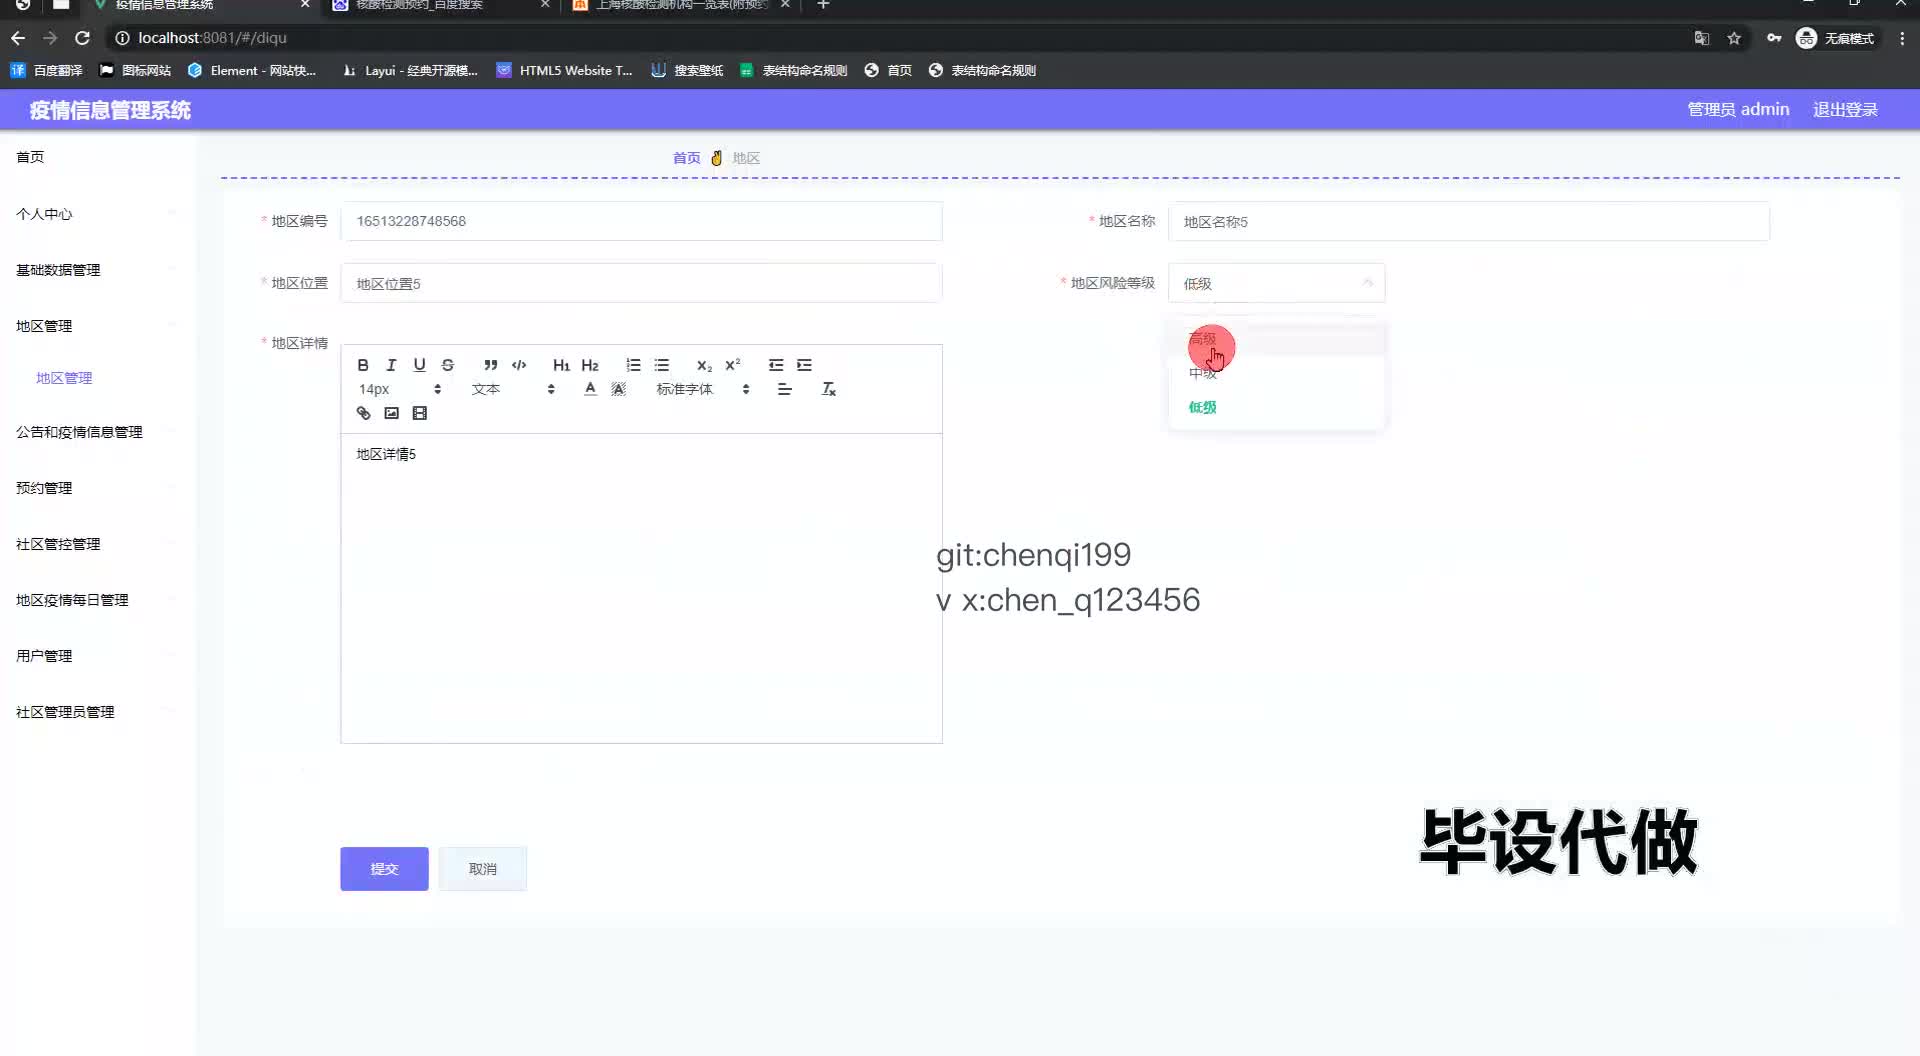 疫情信息管理系统
核酸检测预约_百度搜索
上海核酸检测机构一览表(附预约
localhost:8081/#/diqu
无痕模式
百度翻译
图标网站
Element - 网站快...
Layui - 经典开源模...
HTML5 Website T...
搜索壁纸
表结构命名规则
首页
表结构命名规则
疫情信息管理系统
管理员 admin
退出登录
首页
个人中心
基础数据管理
地区管理
地区管理
公告和疫情信息管理
预约管理
社区管控管理
地区疫情每日管理
用户管理
社区管理员管理
首页 地区
* 地区编号 16513228748568
* 地区名称 地区名称5
* 地区位置 地区位置5
* 地区风险等级 低级
高级
中级
低级
* 地区详情
14px 文本 标准字体
地区详情5
git:chenqi199
v x:chen_q123456
毕设代做
提交
取消